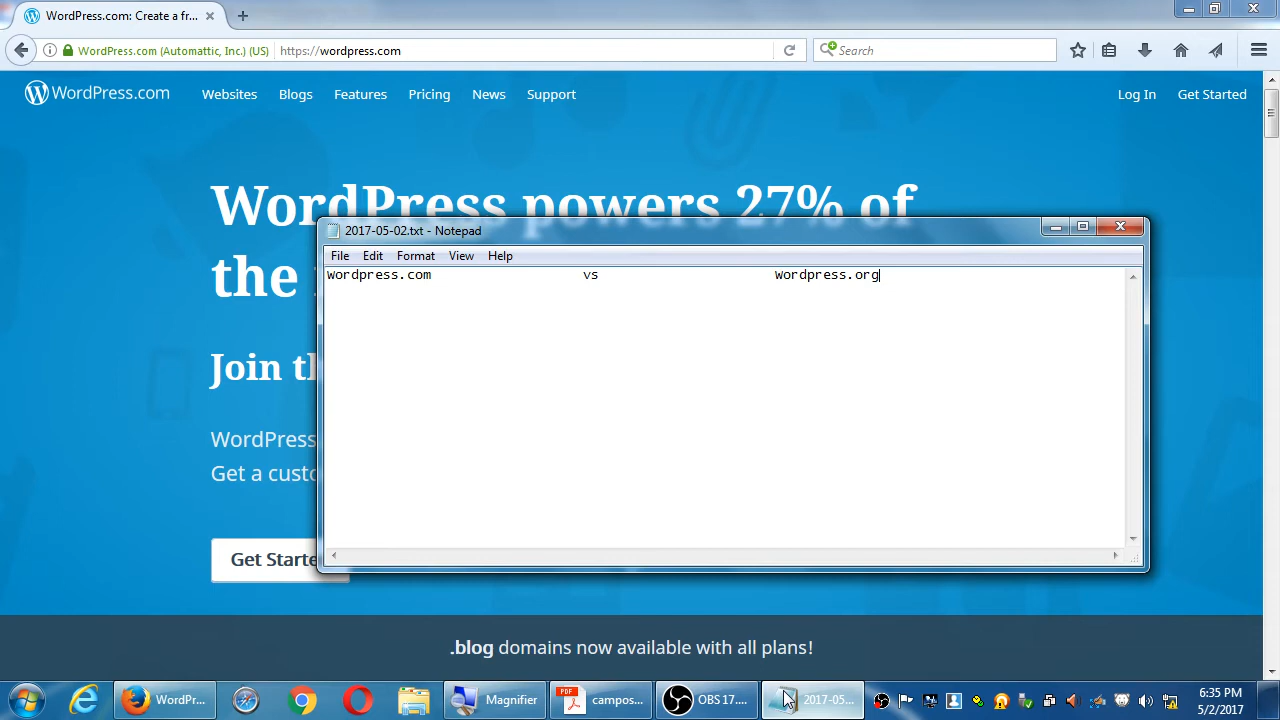 WordPress.com: Create a fr...
WordPress.com (Automattic, Inc.) (US)
https://wordpress.com
Search
WordPress.com
Websites
Blogs
Features
Pricing
News
Support
Log In
Get Started
WordPress powers 27% of
the
2017-05-02.txt - Notepad
File Edit Format View Help
wordpress.com vs wordpress.org
Join th
WordPress
Get a custo
Get Starte
.blog domains now available with all plans!
WordPr...
Magnifier
PDF
campos...
OBS 17....
2017-05...
6:35 PM
5/2/2017